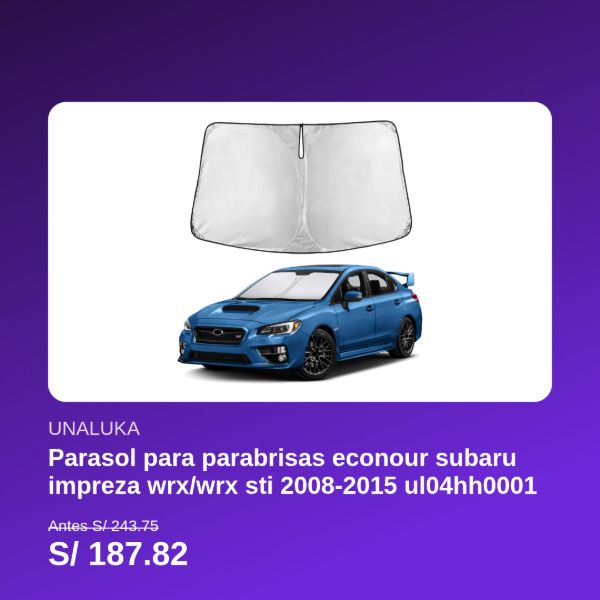 UNALUKA
Parasol para parabrisas econour subaru
impreza wrx/wrx sti 2008-2015 ul04hh0001
Antes S/ 243.75
S/ 187.82